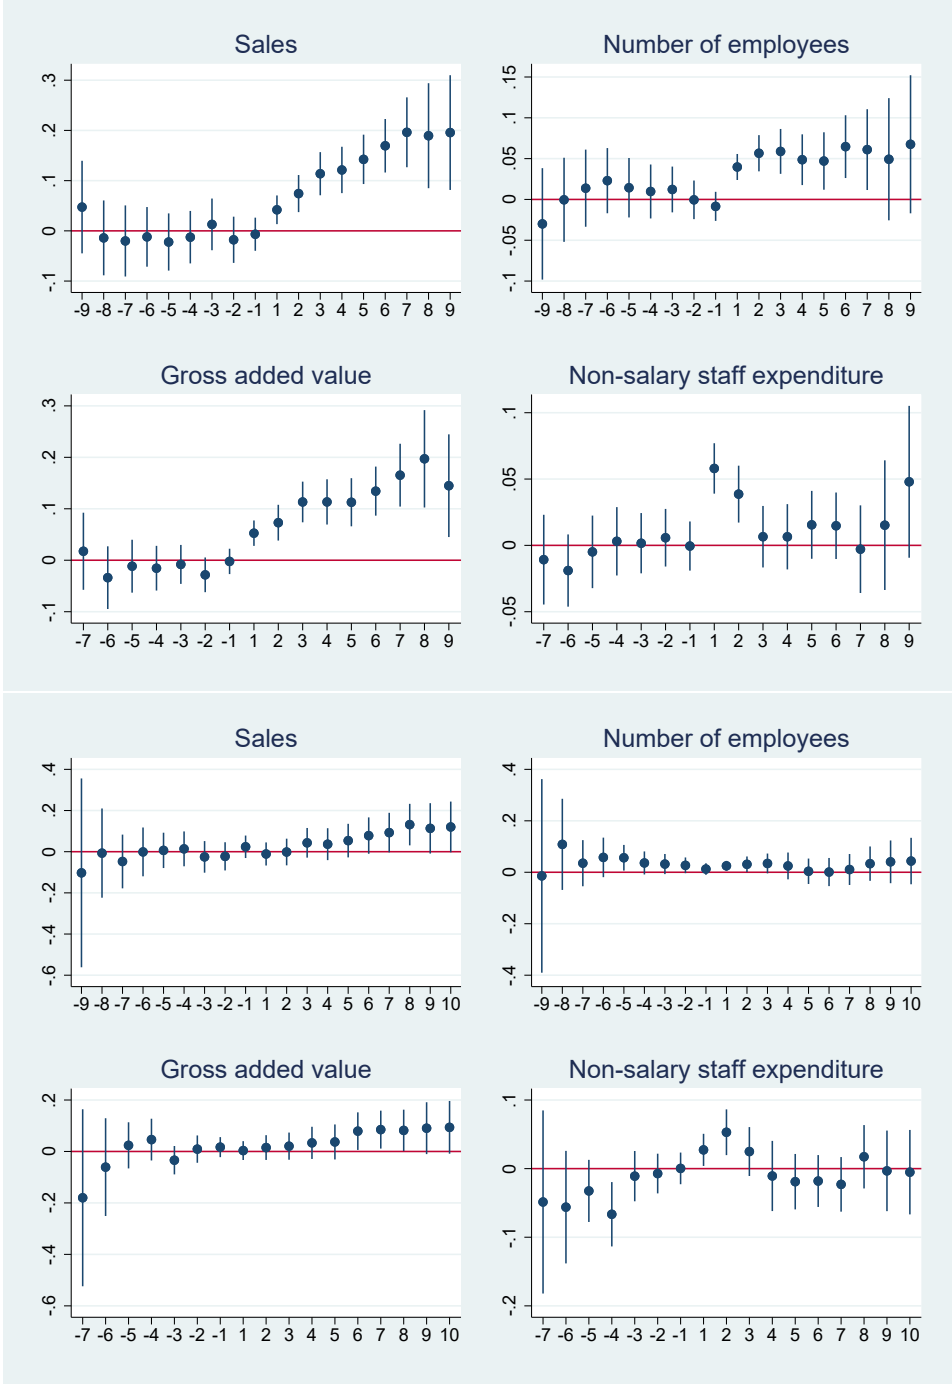 Sales
.3
.2
.1
0
-.1
-9 -8 -7 -6 -5 -4 -3 -2 -1 1 2 3 4 5 6 7 8 9
Number of employees
.15
.1
.05
0
-.05
-.1
-9 -8 -7 -6 -5 -4 -3 -2 -1 1 2 3 4 5 6 7 8 9
Gross added value
.3
.2
.1
0
-.1
-7 -6 -5 -4 -3 -2 -1 1 2 3 4 5 6 7 8 9
Non-salary staff expenditure
.1
.05
0
-.05
-7 -6 -5 -4 -3 -2 -1 1 2 3 4 5 6 7 8 9
Sales
.4
.2
0
-.2
-.4
-.6
-9 -8 -7 -6 -5 -4 -3 -2 -1 1 2 3 4 5 6 7 8 9 10
Number of employees
.4
.2
0
-.2
-.4
-9 -8 -7 -6 -5 -4 -3 -2 -1 1 2 3 4 5 6 7 8 9 10
Gross added value
.2
0
-.2
-.4
-.6
-7 -6 -5 -4 -3 -2 -1 1 2 3 4 5 6 7 8 9 10
Non-salary staff expenditure
.1
0
-.1
-.2
-7 -6 -5 -4 -3 -2 -1 1 2 3 4 5 6 7 8 9 10